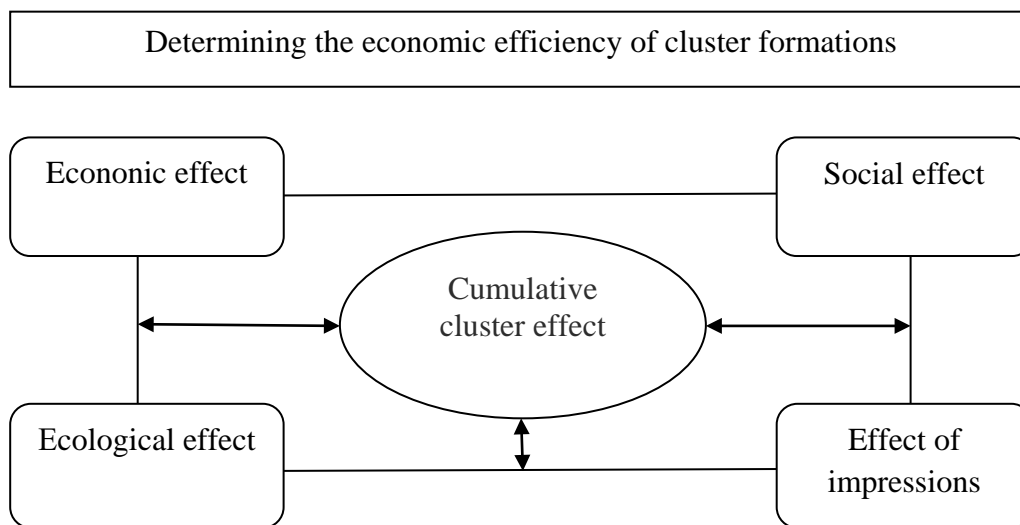 Determining the economic efficiency of cluster formations
Econonic effect
Social effect
Cumulative
cluster effect
Ecological effect
Effect of
impressions